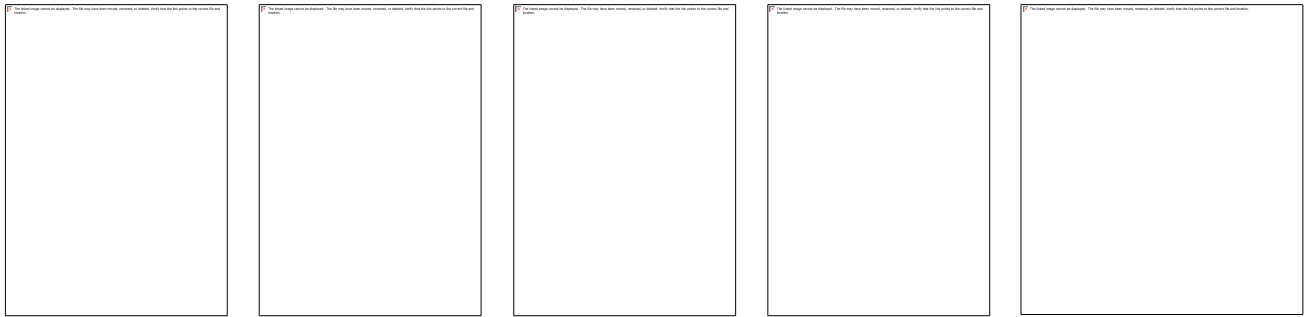 The linked image cannot be displayed. The file may have been moved, renamed, or deleted. Verify that the link points to the correct file and
location.
The linked image cannot be displayed. The file may have been moved, renamed, or deleted. Verify that the link points to the correct file and
location.
The linked image cannot be displayed. The file may have been moved, renamed, or deleted. Verify that the link points to the correct file and
location.
The linked image cannot be displayed. The file may have been moved, renamed, or deleted. Verify that the link points to the correct file and
location.
The linked image cannot be displayed. The file may have been moved, renamed, or deleted. Verify that the link points to the correct file and location.